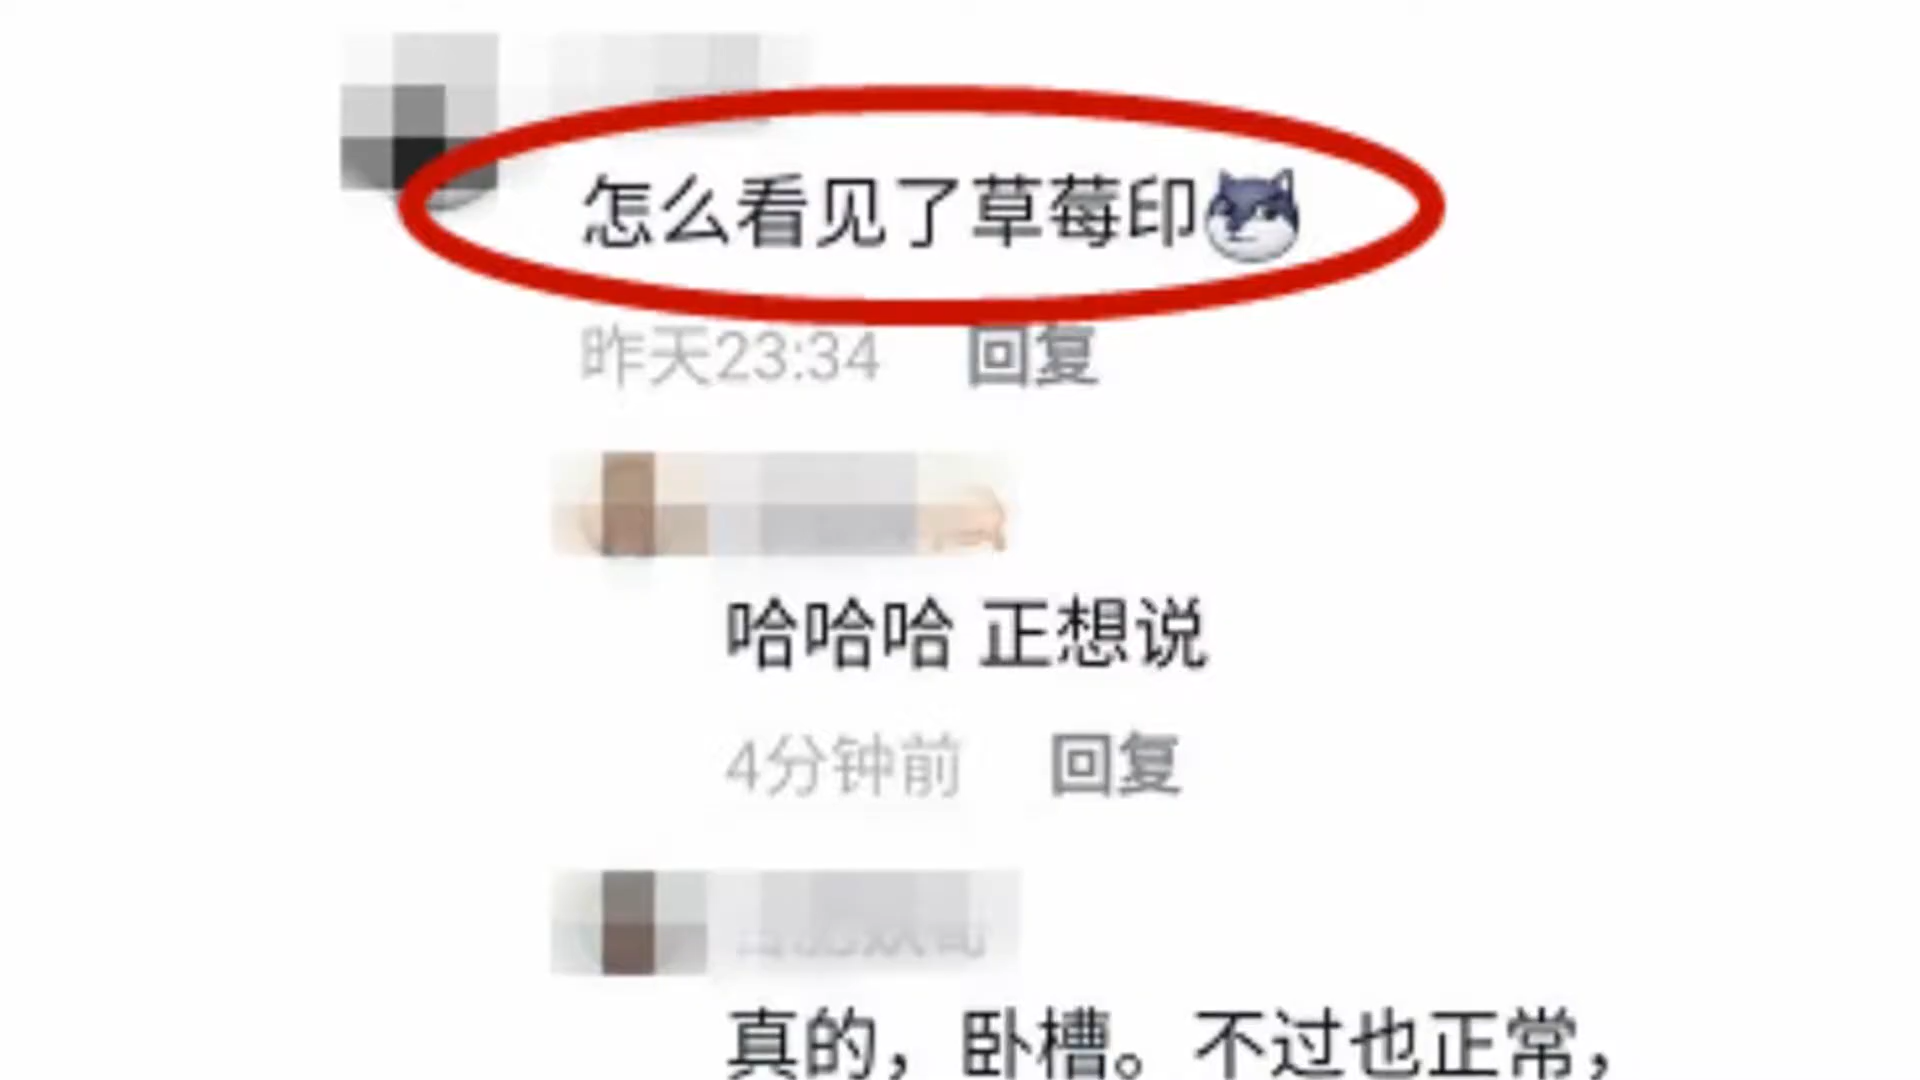 怎么看见了草莓印
昨天23:34 回复
哈哈哈 正想说
4分钟前 回复
真的，卧槽。不过也正常，